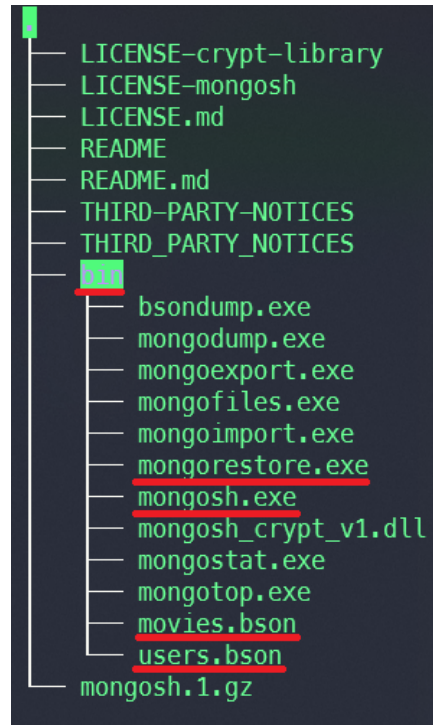 .
LICENSE-crypt-library
LICENSE-mongosh
LICENSE.md
README
README.md
THIRD-PARTY-NOTICES
THIRD_PARTY_NOTICES
bin
bsondump.exe
mongodump.exe
mongoexport.exe
mongofiles.exe
mongoimport.exe
mongorestore.exe
mongosh.exe
mongosh_crypt_v1.dll
mongostat.exe
mongotop.exe
movies.bson
users.bson
mongosh.1.gz